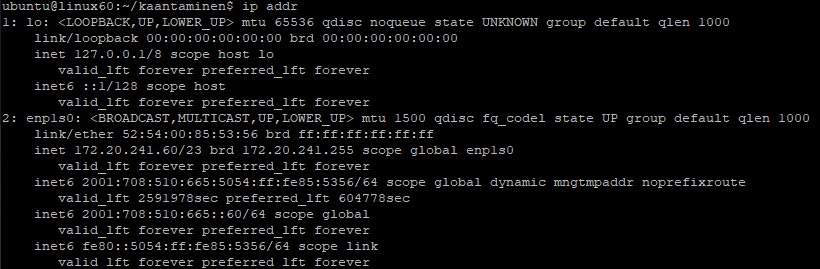 ubuntu@linux60:~/kaantaminen$ ip addr
1: lo: <LOOPBACK,UP,LOWER_UP> mtu 65536 qdisc noqueue state UNKNOWN group default qlen 1000
    link/loopback 00:00:00:00:00:00 brd 00:00:00:00:00:00
    inet 127.0.0.1/8 scope host lo
       valid_lft forever preferred_lft forever
    inet6 ::1/128 scope host
       valid_lft forever preferred_lft forever
2: enp1s0: <BROADCAST,MULTICAST,UP,LOWER_UP> mtu 1500 qdisc fq_codel state UP group default qlen 1000
    link/ether 52:54:00:85:53:56 brd ff:ff:ff:ff:ff:ff
    inet 172.20.241.60/23 brd 172.20.241.255 scope global enp1s0
       valid_lft forever preferred_lft forever
    inet6 2001:708:510:665:5054:ff:fe85:5356/64 scope global dynamic mngtmpaddr noprefixroute
       valid_lft 2591978sec preferred_lft 604778sec
    inet6 2001:708:510:665::60/64 scope global
       valid_lft forever preferred_lft forever
    inet6 fe80::5054:ff:fe85:5356/64 scope link
       valid_lft forever preferred_lft forever